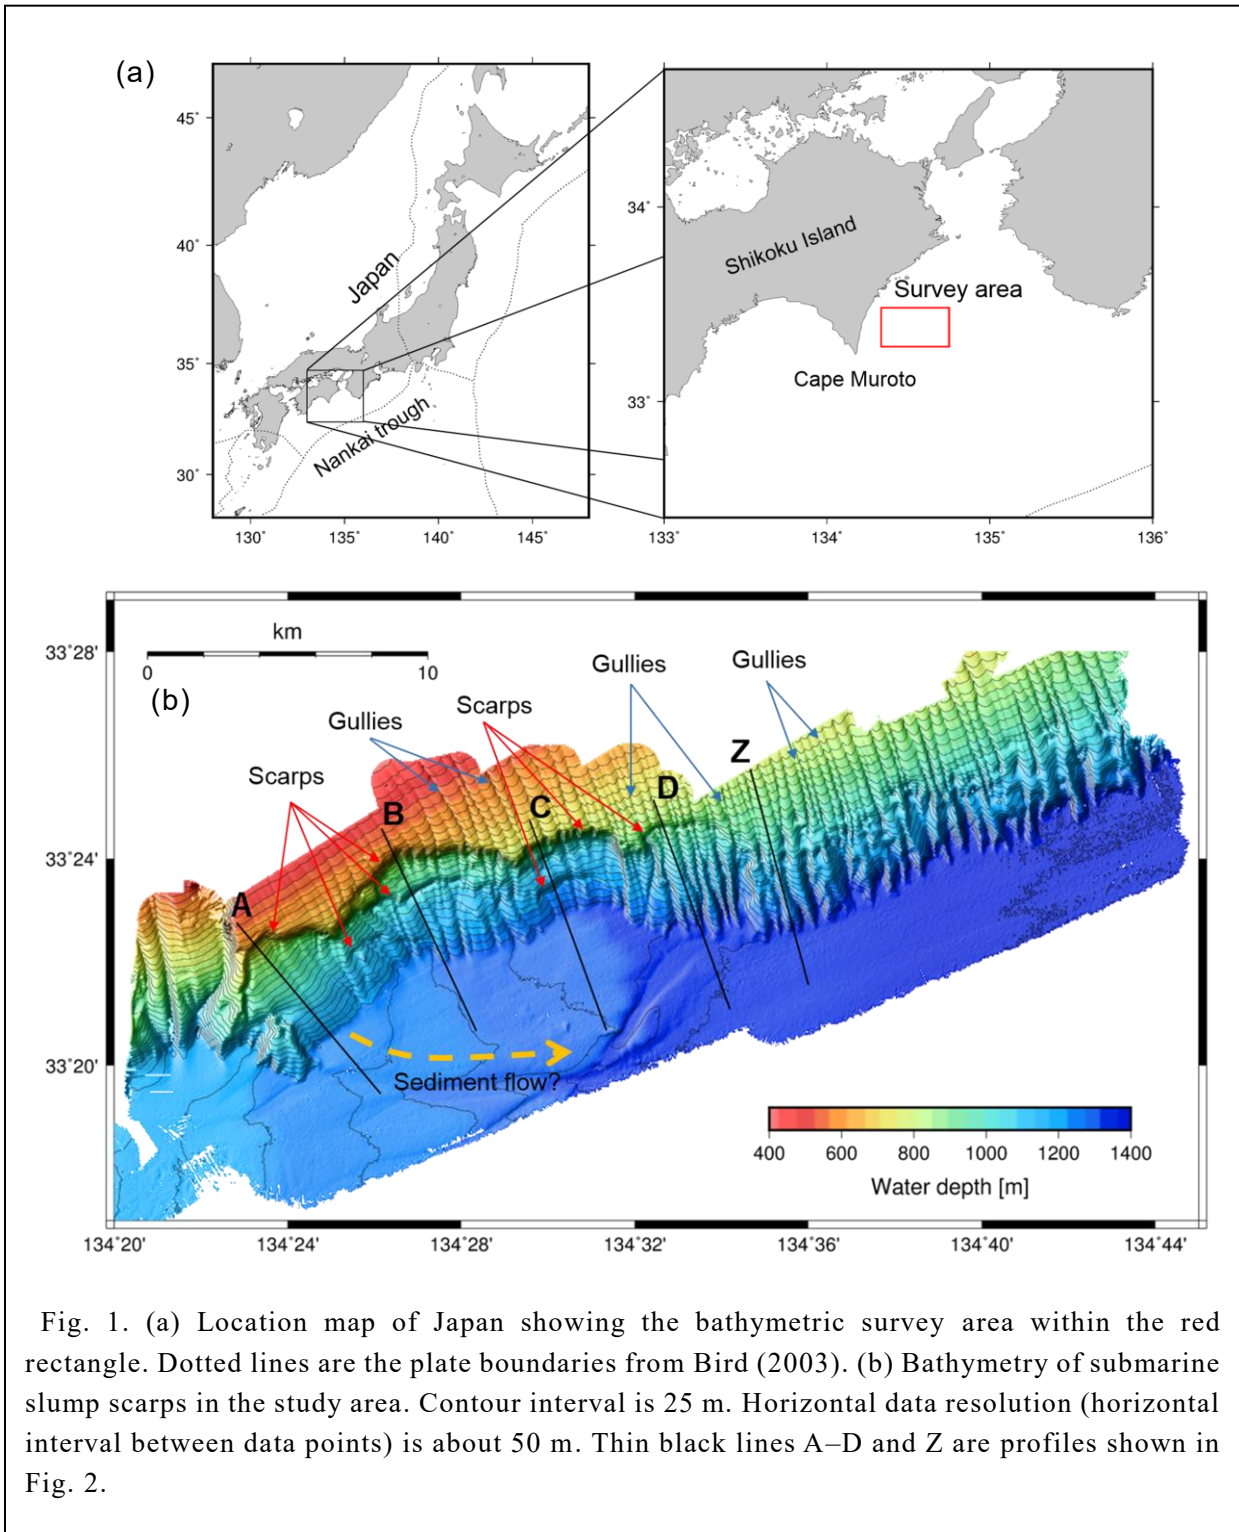 (a)
45°
40°
35°
30°
130°
135°
140°
145°
Japan
Nankai trough
34°
33°
133°
134°
135°
136°
Shikoku Island
Survey area
Cape Muroto
km
0
10
(b)
33°28'
33°24'
33°20'
Gullies
Gullies
Gullies
Scarps
Scarps
A
B
C
D
Z
Sediment flow?
400
600
800
1000
1200
1400
Water depth [m]
134°20'
134°24'
134°28'
134°32'
134°36'
134°40'
134°44'
Fig. 1. (a) Location map of Japan showing the bathymetric survey area within the red
rectangle. Dotted lines are the plate boundaries from Bird (2003). (b) Bathymetry of submarine
slump scarps in the study area. Contour interval is 25 m. Horizontal data resolution (horizontal
interval between data points) is about 50 m. Thin black lines A–D and Z are profiles shown in
Fig. 2.